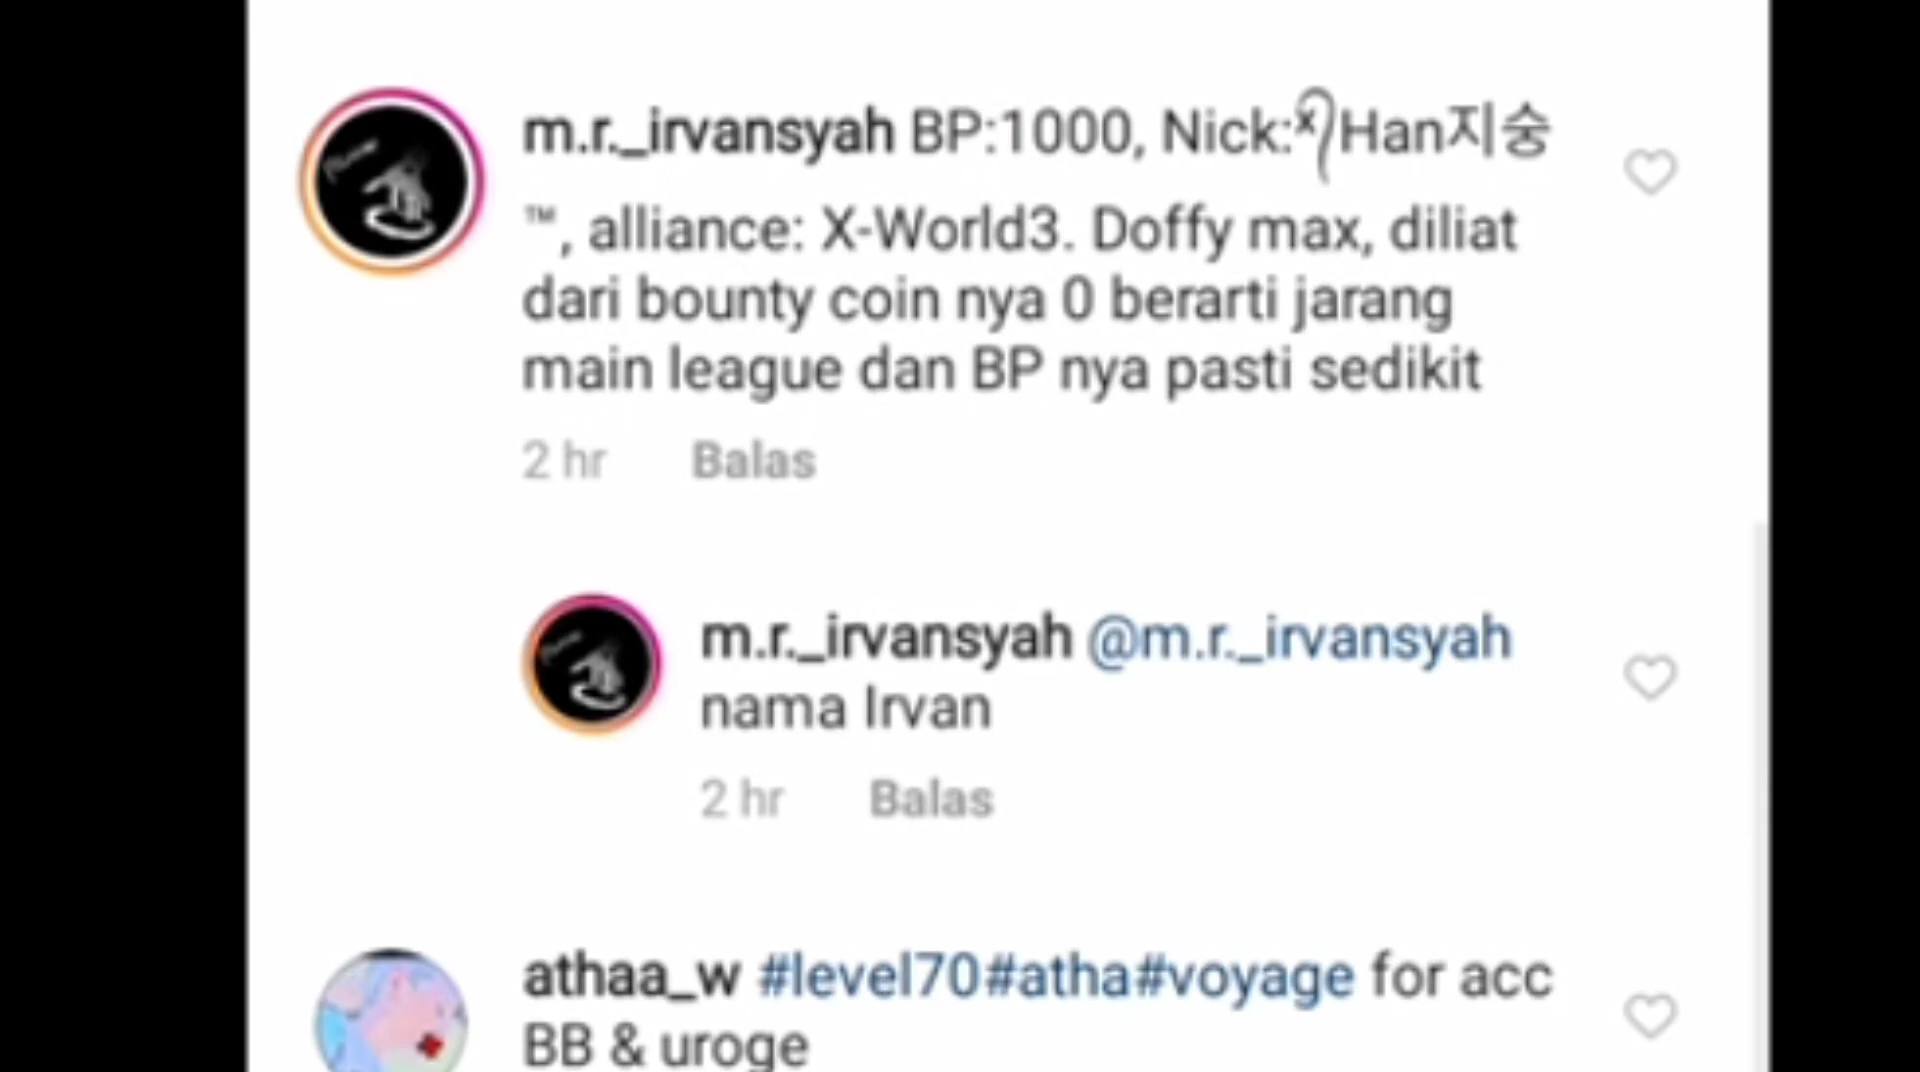 m.r._irvansyah BP:1000, Nick:ᕽ᭄Han지숭
™, alliance: X-World3. Doffy max, diliat
dari bounty coin nya 0 berarti jarang
main league dan BP nya pasti sedikit
2 hr Balas
m.r._irvansyah @m.r._irvansyah
nama Irvan
2 hr Balas
athaa_w #level70#atha#voyage for acc
BB & uroge